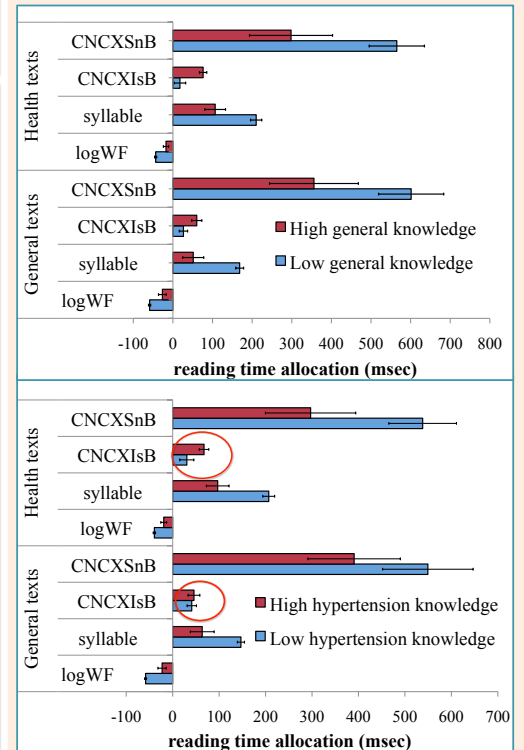 Health texts
CNCXSnB
CNCXIsB
syllable
logWF
General texts
CNCXSnB
CNCXIsB
syllable
logWF
High general knowledge
Low general knowledge
-100 0 100 200 300 400 500 600 700 800
reading time allocation (msec)
Health texts
CNCXSnB
CNCXIsB
syllable
logWF
General texts
CNCXSnB
CNCXIsB
syllable
logWF
High hypertension knowledge
Low hypertension knowledge
-100 0 100 200 300 400 500 600 700
reading time allocation (msec)